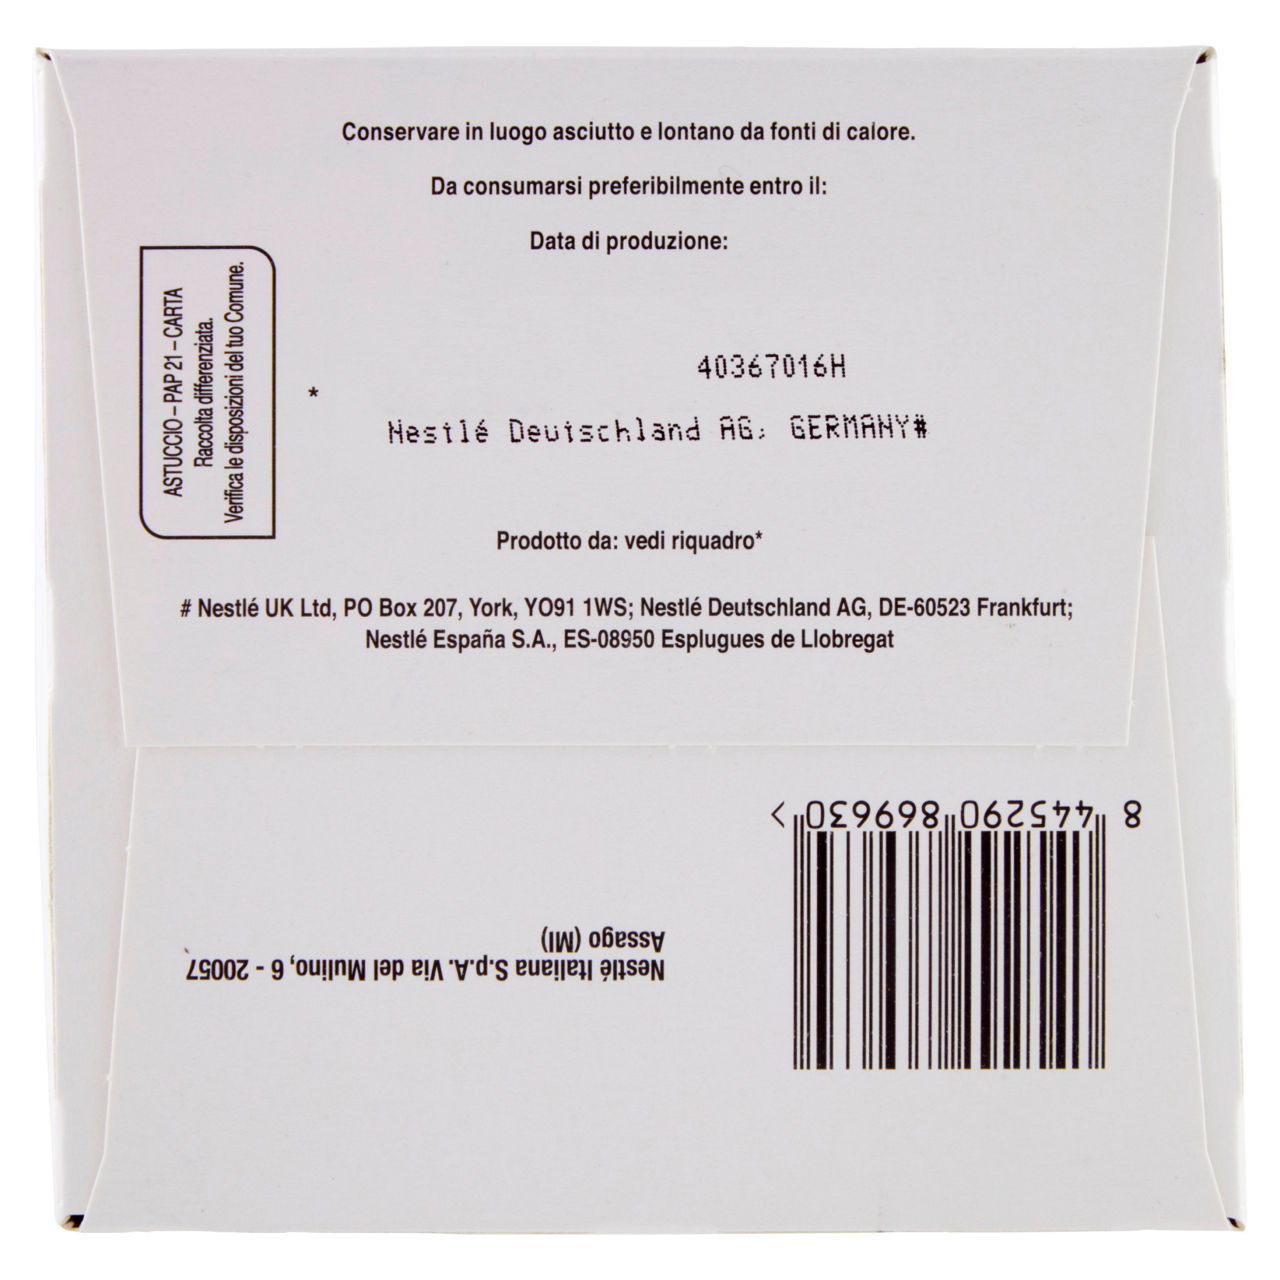 Conservare in luogo asciutto e lontano da fonti di calore.
Da consumarsi preferibilmente entro il:
Data di produzione:
ASTUCCIO – PAP 21 – CARTA
Raccolta differenziata.
Verifica le disposizioni del tuo Comune.
40367016H
*
Nestlé Deutschland AG; GERMANY#
Prodotto da: vedi riquadro*
# Nestlé UK Ltd, PO Box 207, York, YO91 1WS; Nestlé Deutschland AG, DE-60523 Frankfurt;
Nestlé España S.A., ES-08950 Esplugues de Llobregat
8 445290 869630 >
Nestlé Italiana S.p.A. Via del Mulino, 6 - 20057
Assago (MI)